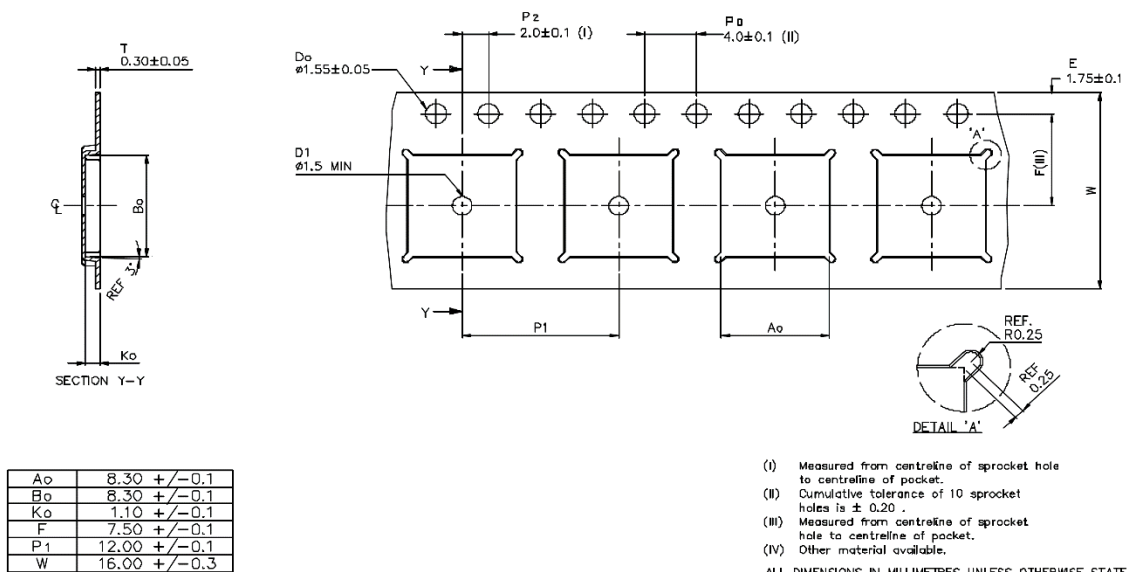 T
0.30±0.05
Bo
REF 3°
Ko
SECTION Y-Y
P2
2.0±0.1 (I)
Po
4.0±0.1 (II)
Do
ø1.55±0.05
Y
E
1.75±0.1
D1
ø1.5 MIN
'A'
F(III)
W
Y
P1
Ao
REF.
R0.25
REF
0.25
DETAIL 'A'
Ao 8.30 +/-0.1
Bo 8.30 +/-0.1
Ko 1.10 +/-0.1
F 7.50 +/-0.1
P1 12.00 +/-0.1
W 16.00 +/-0.3
(I) Measured from centreline of sprocket hole
to centreline of pocket.
(II) Cumulative tolerance of 10 sprocket
holes is ± 0.20 .
(III) Measured from centreline of sprocket
hole to centreline of pocket.
(IV) Other material available.
ALL DIMENSIONS IN MILLIMETRES UNLESS OTHERWISE STATE